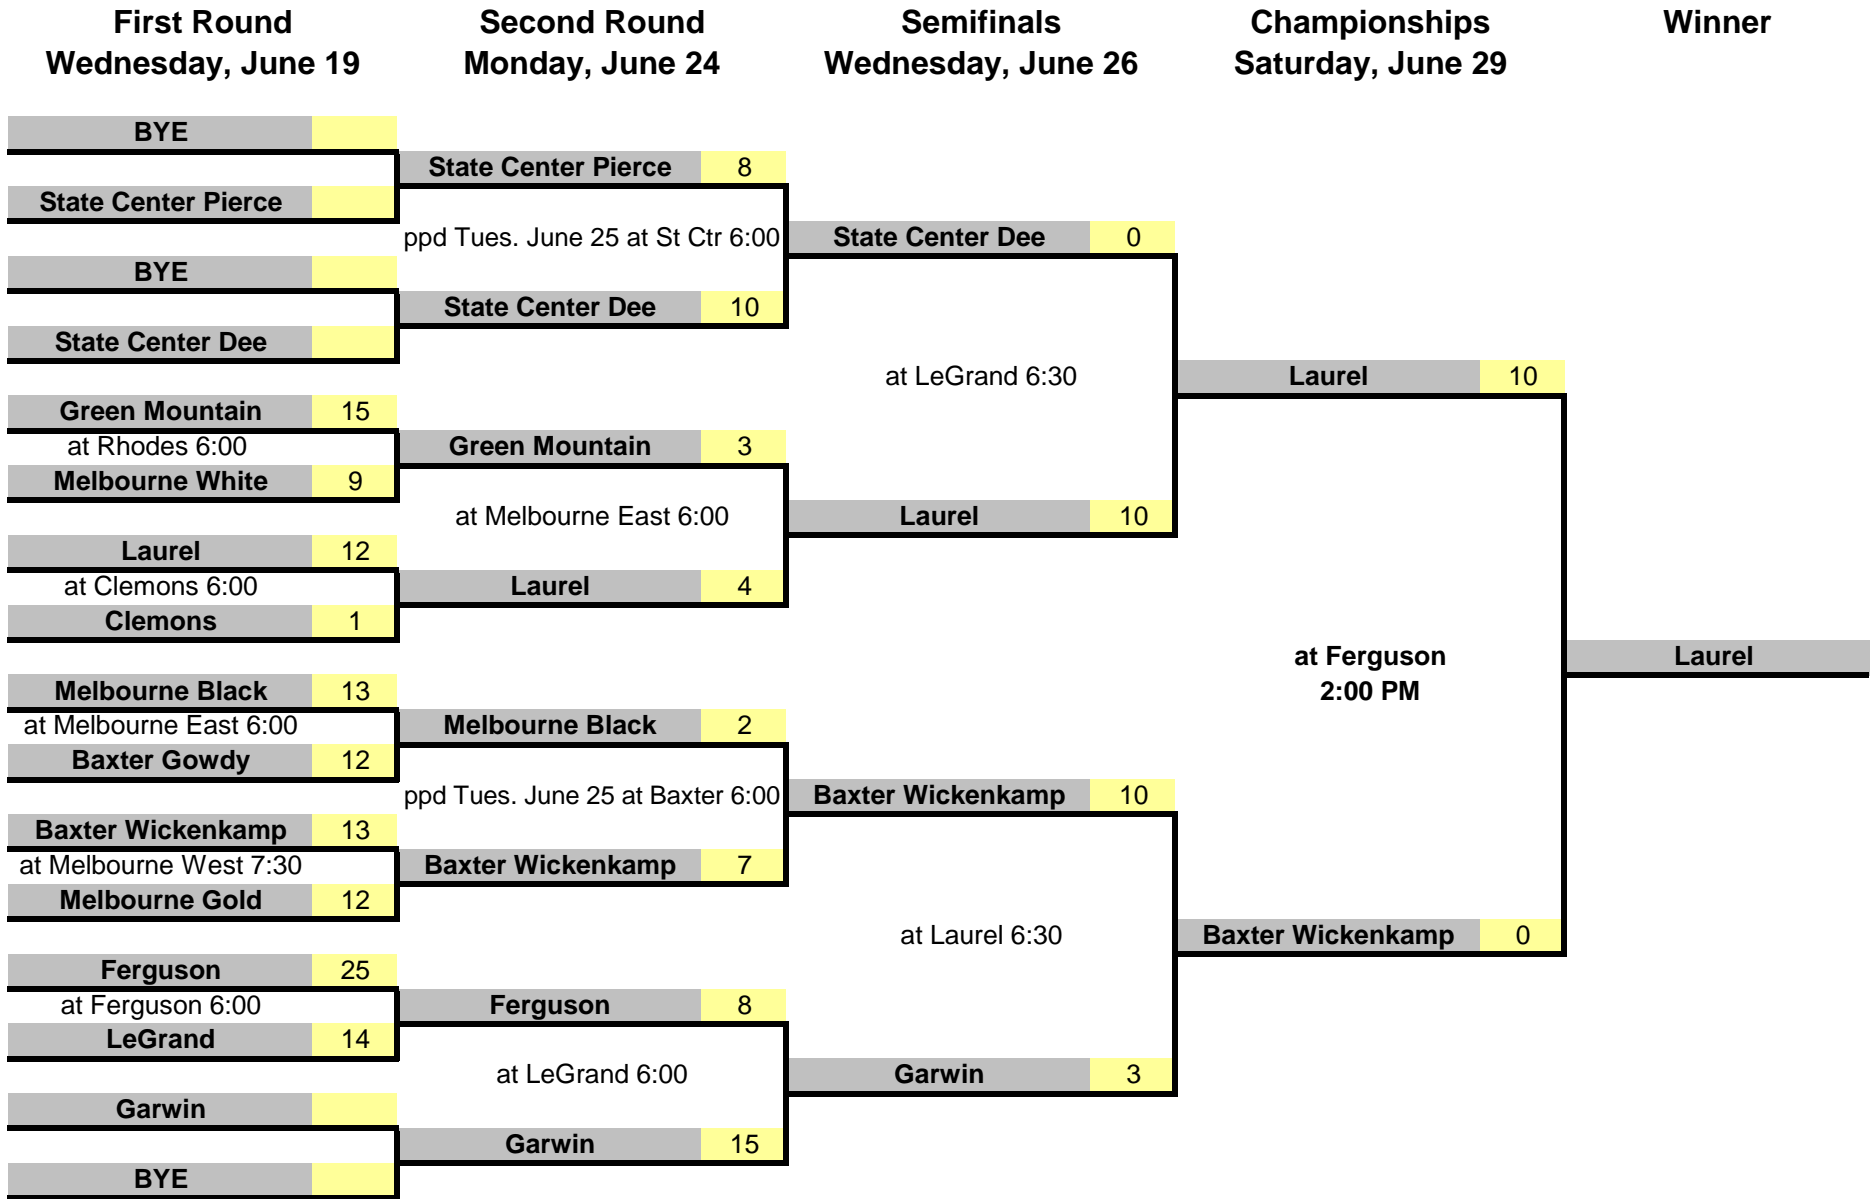 First Round
Wednesday, June 19
Second Round
Monday, June 24
Semifinals
Wednesday, June 26
Championships
Saturday, June 29
Winner
BYE
State Center Pierce
BYE
State Center Dee
Green Mountain 15
at Rhodes 6:00
Melbourne White 9
Laurel 12
at Clemons 6:00
Clemons 1
Melbourne Black 13
at Melbourne East 6:00
Baxter Gowdy 12
Baxter Wickenkamp 13
at Melbourne West 7:30
Melbourne Gold 12
Ferguson 25
at Ferguson 6:00
LeGrand 14
Garwin
BYE
State Center Pierce 8
ppd Tues. June 25 at St Ctr 6:00
State Center Dee 10
Green Mountain 3
at Melbourne East 6:00
Laurel 4
Melbourne Black 2
ppd Tues. June 25 at Baxter 6:00
Baxter Wickenkamp 7
Ferguson 8
at LeGrand 6:00
Garwin 15
State Center Dee 0
at LeGrand 6:30
Laurel 10
Baxter Wickenkamp 10
at Laurel 6:30
Garwin 3
Laurel 10
at Ferguson
2:00 PM
Baxter Wickenkamp 0
Laurel